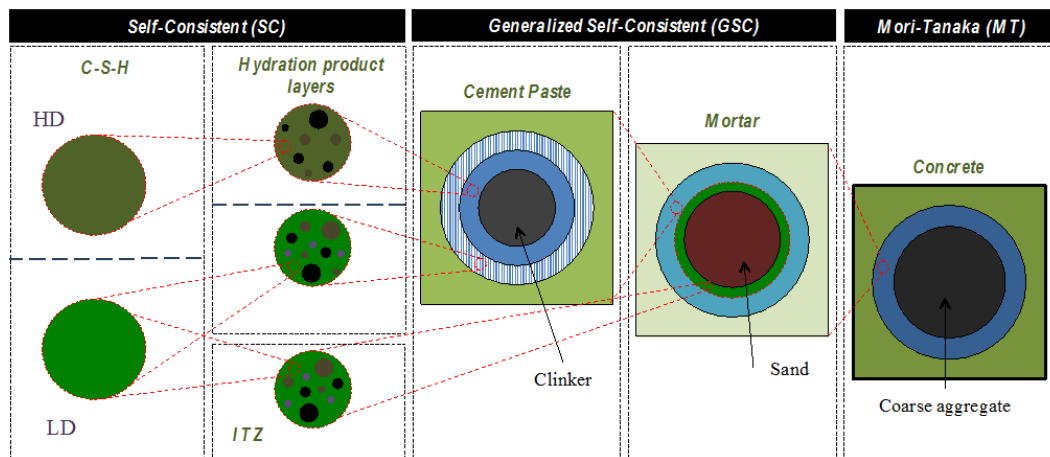 Self-Consistent (SC)
Generalized Self-Consistent (GSC)
Mori-Tanaka (MT)
C-S-H
Hydration product
layers
Cement Paste
Mortar
Concrete
HD
LD
ITZ
Clinker
Sand
Coarse aggregate